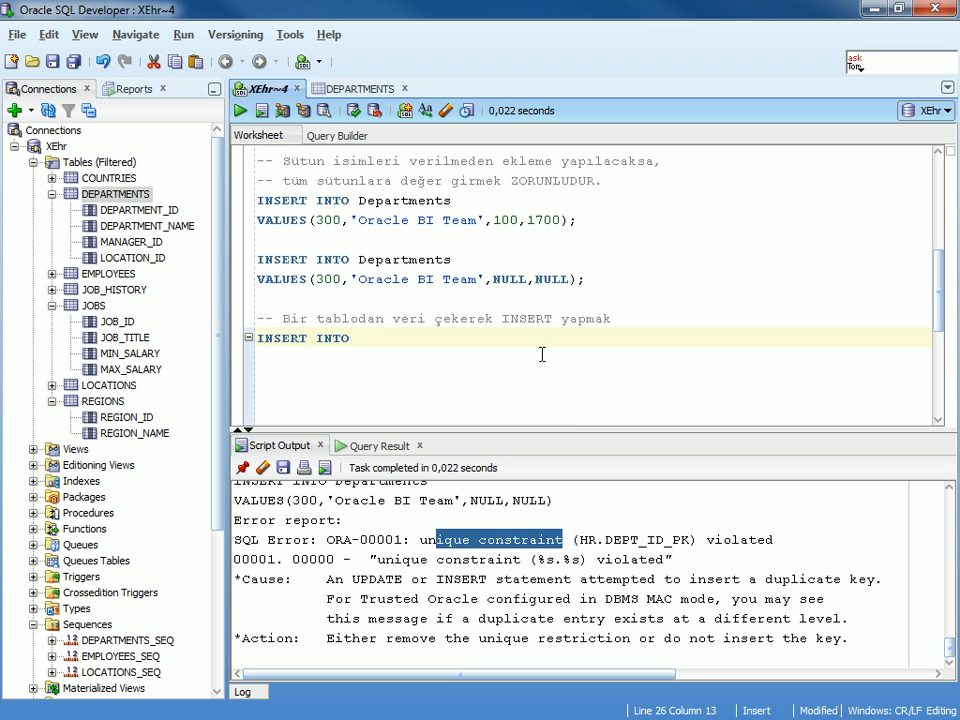 Oracle SQL Developer : XEhr~4
File Edit View Navigate Run Versioning Tools Help
ask
Tom
Connections Reports
XEhr~4 DEPARTMENTS
0,022 seconds
XEhr
Worksheet Query Builder
Connections
XEhr
Tables (Filtered)
COUNTRIES
DEPARTMENTS
DEPARTMENT_ID
DEPARTMENT_NAME
MANAGER_ID
LOCATION_ID
EMPLOYEES
JOB_HISTORY
JOBS
JOB_ID
JOB_TITLE
MIN_SALARY
MAX_SALARY
LOCATIONS
REGIONS
REGION_ID
REGION_NAME
Views
Editioning Views
Indexes
Packages
Procedures
Functions
Queues
Queues Tables
Triggers
Crossedition Triggers
Types
Sequences
DEPARTMENTS_SEQ
EMPLOYEES_SEQ
LOCATIONS_SEQ
Materialized Views
-- Sütun isimleri verilmeden ekleme yapılacaksa,
-- tüm sütunlara değer girmek ZORUNLUDUR.
INSERT INTO Departments
VALUES(300,'Oracle BI Team',100,1700);
INSERT INTO Departments
VALUES(300,'Oracle BI Team',NULL,NULL);
-- Bir tablodan veri çekerek INSERT yapmak
INSERT INTO
Script Output Query Result
Task completed in 0,022 seconds
INSERT INTO Departments
VALUES(300,'Oracle BI Team',NULL,NULL)
Error report:
SQL Error: ORA-00001: unique constraint (HR.DEPT_ID_PK) violated
00001. 00000 - "unique constraint (%s.%s) violated"
*Cause: An UPDATE or INSERT statement attempted to insert a duplicate key.
For Trusted Oracle configured in DBMS MAC mode, you may see
this message if a duplicate entry exists at a different level.
*Action: Either remove the unique restriction or do not insert the key.
Log
Line 26 Column 13 Insert Modified Windows: CR/LF Editing